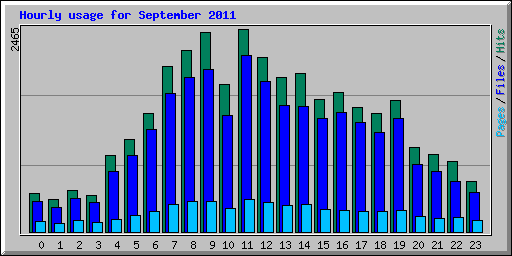 Hourly usage for September 2011
2465
Pages / Files / Hits
0 1 2 3 4 5 6 7 8 9 10 11 12 13 14 15 16 17 18 19 20 21 22 23